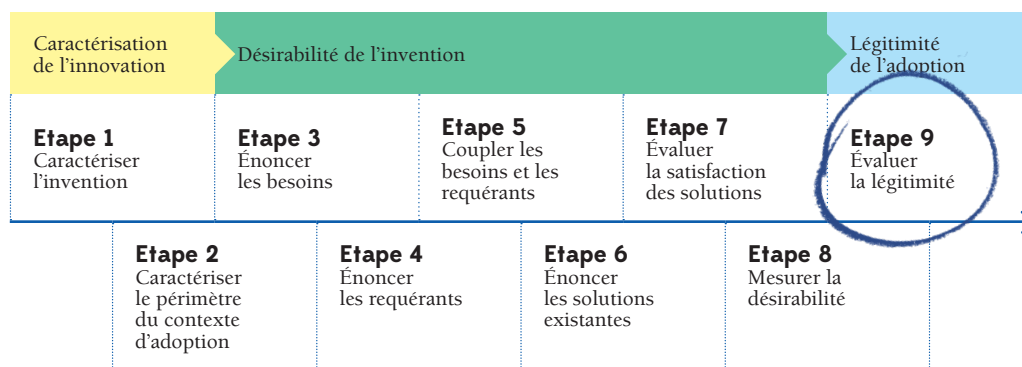 Caractérisation
de l'innovation
Désirabilité de l'invention
Légitimité
de l'adoption
Etape 1
Caractériser
l'invention
Etape 3
Énoncer
les besoins
Etape 5
Coupler les
besoins et les
requérants
Etape 7
Évaluer
la satisfaction
des solutions
Etape 9
Évaluer
la légitimité
Etape 2
Caractériser
le périmètre
du contexte
d'adoption
Etape 4
Énoncer
les requérants
Etape 6
Énoncer
les solutions
existantes
Etape 8
Mesurer la
désirabilité